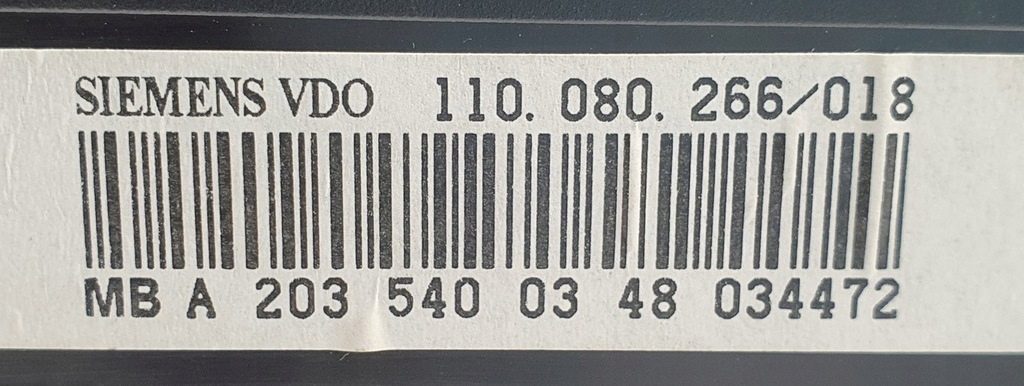 SIEMENS VDO 110. 080. 266/018
MB A 203 540 03 48 034472